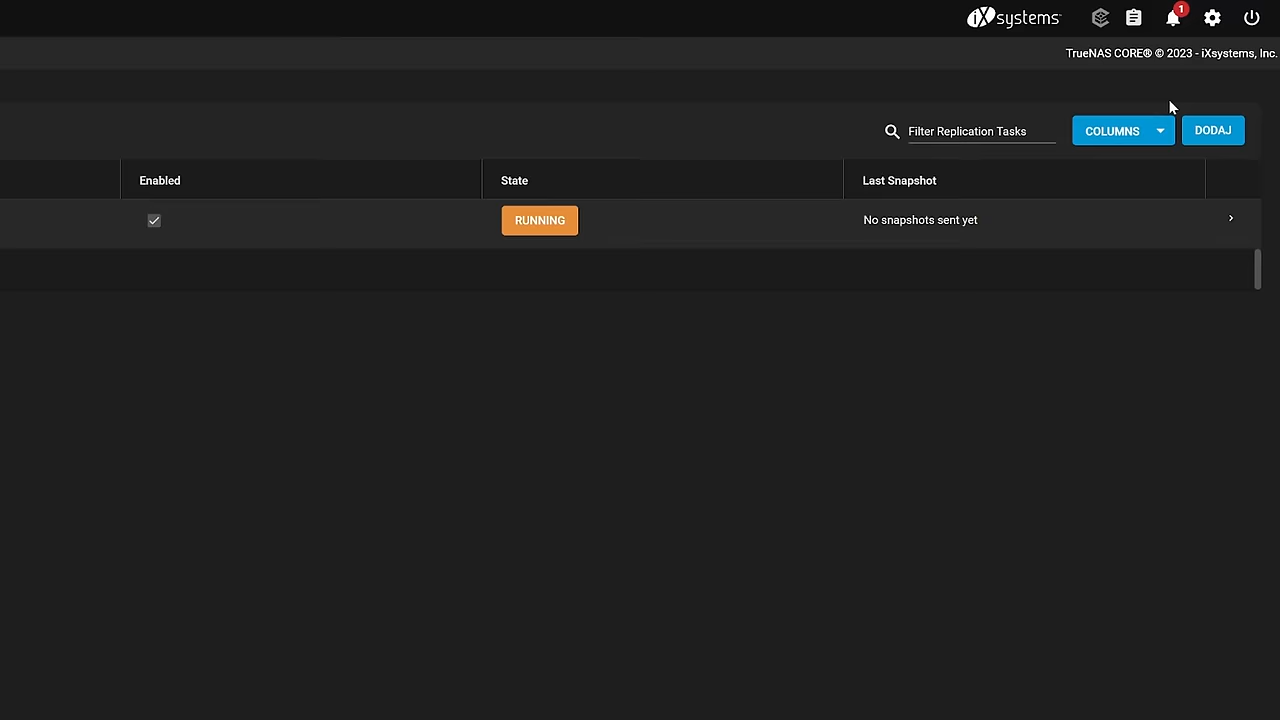 iXsystems
1
TrueNAS CORE® © 2023 - iXsystems, Inc.
Filter Replication Tasks
COLUMNS
DODAJ
Enabled
State
Last Snapshot
RUNNING
No snapshots sent yet